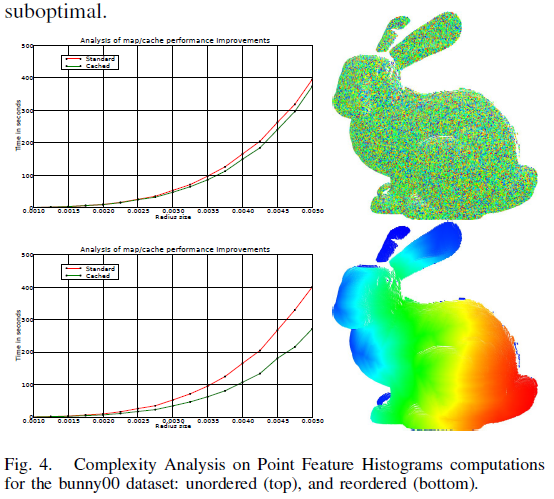 suboptimal.
Analysis of map/cache performance improvements
Standard
Cached
Time in seconds
500
400
300
200
100
0
0.0010 0.0015 0.0020 0.0025 0.0030 0.0035 0.0040 0.0045 0.0050
Radius size
Analysis of map/cache performance improvements
Standard
Cached
Time in seconds
500
400
300
200
100
0
0.0010 0.0015 0.0020 0.0025 0.0030 0.0035 0.0040 0.0045 0.0050
Radius size
Fig. 4. Complexity Analysis on Point Feature Histograms computations
for the bunny00 dataset: unordered (top), and reordered (bottom).